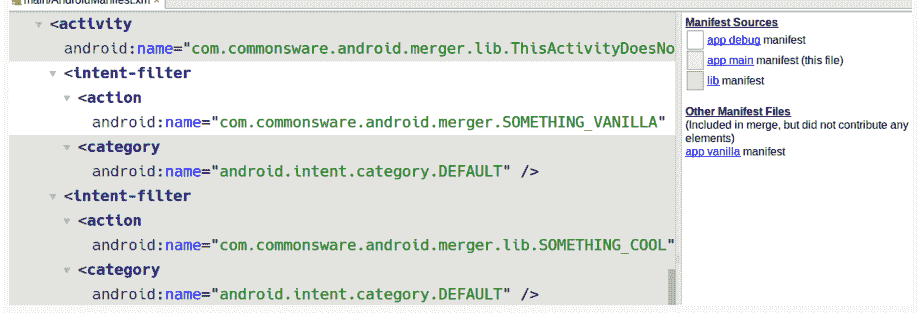 main/AndroidManifest.xml ×
<activity
android:name="com.commonsware.android.merger.lib.ThisActivityDoesNo
<intent-filter
<action
android:name="com.commonsware.android.merger.SOMETHING_VANILLA"
<category
android:name="android.intent.category.DEFAULT" />
<intent-filter
<action
android:name="com.commonsware.android.merger.lib.SOMETHING_COOL"
<category
android:name="android.intent.category.DEFAULT" />
Manifest Sources
app debug manifest
app main manifest (this file)
lib manifest
Other Manifest Files
(Included in merge, but did not contribute any
elements)
app vanilla manifest